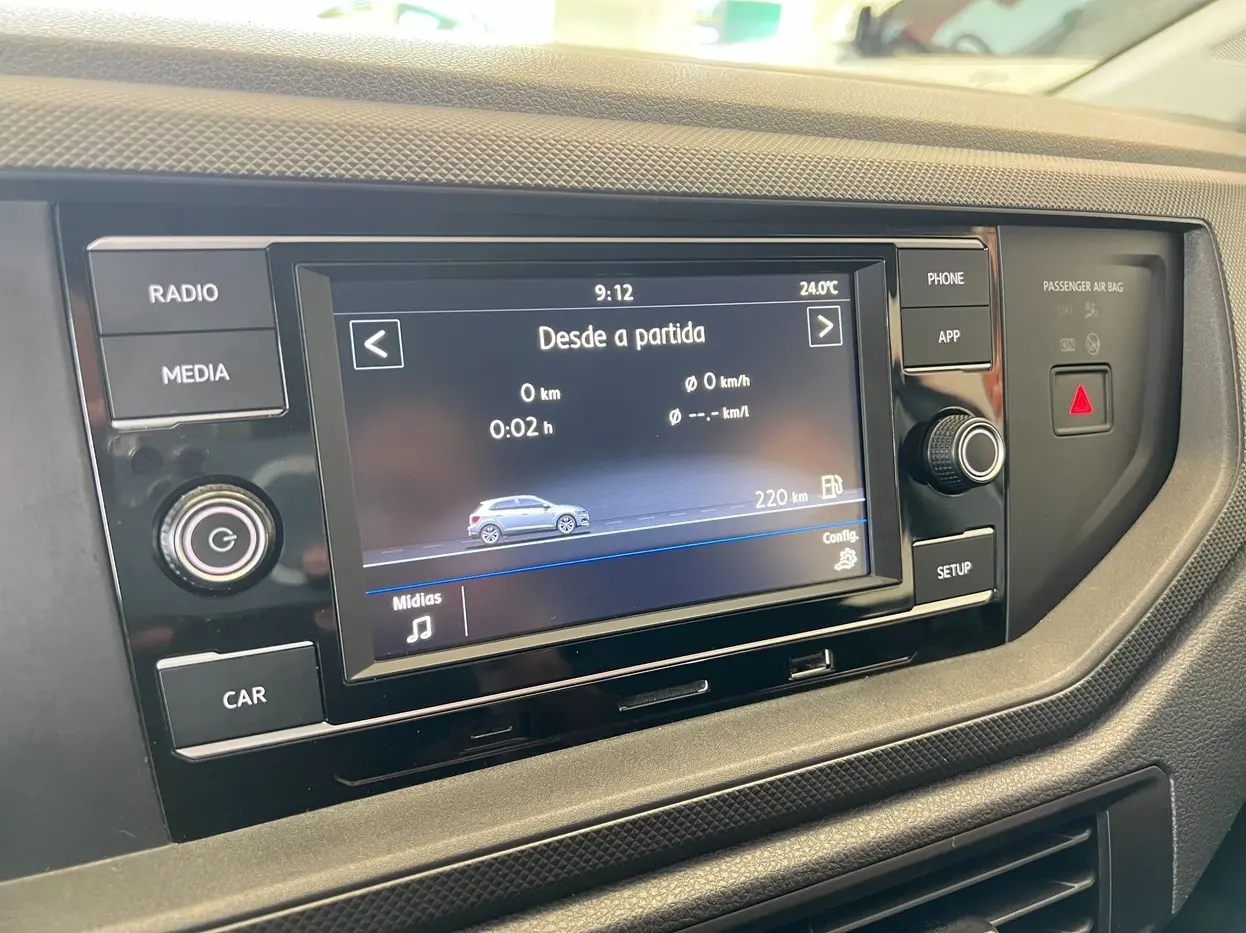 RADIO
MEDIA
CAR
9:12
24.0°C
<
Desde a partida
>
0 km
Ø 0 km/h
0:02 h
Ø --.- km/l
220 km
Config.
Mídias
PHONE
APP
SETUP
PASSENGER AIR BAG
OFF